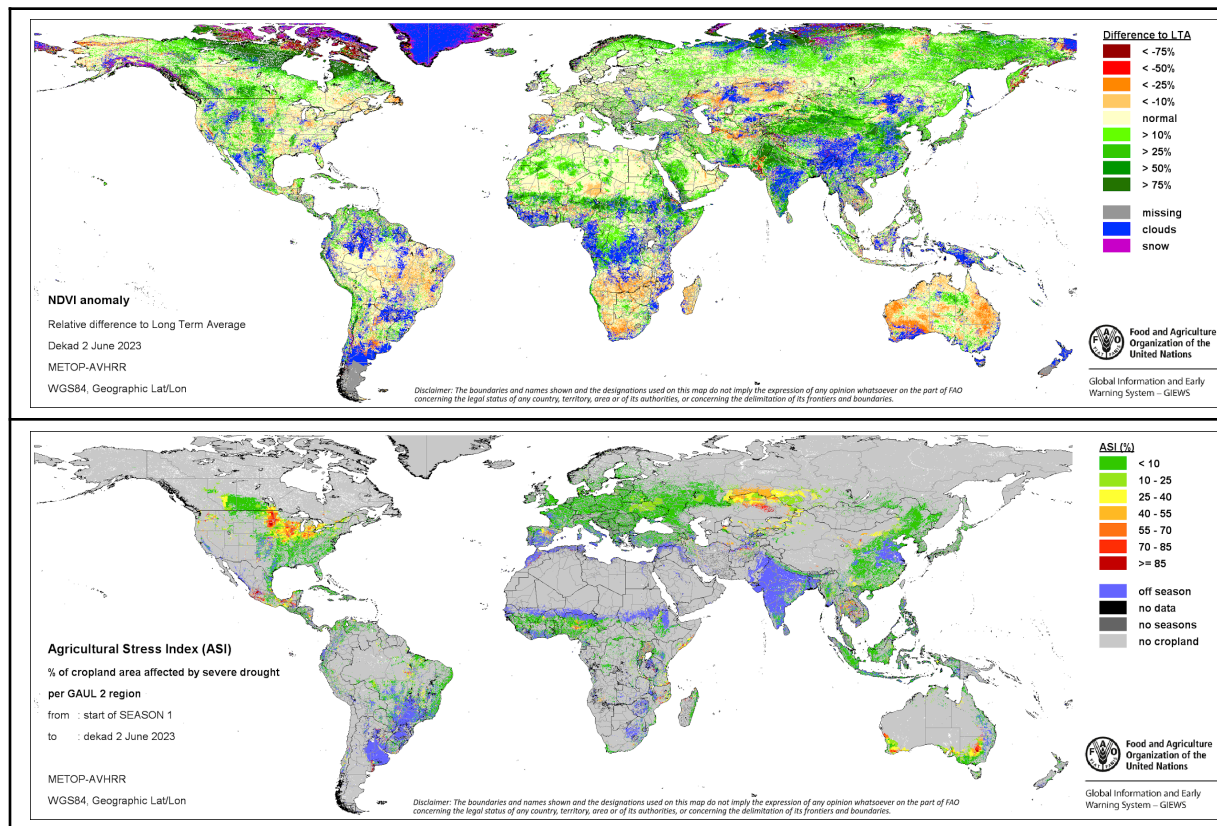 Difference to LTA
< -75%
< -50%
< -25%
< -10%
normal
> 10%
> 25%
> 50%
> 75%
missing
clouds
snow
NDVI anomaly
Relative difference to Long Term Average
Dekad 2 June 2023
METOP-AVHRR
WGS84, Geographic Lat/Lon
Disclaimer: The boundaries and names shown and the designations used on this map do not imply the expression of any opinion whatsoever on the part of FAO
concerning the legal status of any country, territory, area or of its authorities, or concerning the delimitation of its frontiers and boundaries.
F A O
FIAT PANIS
Food and Agriculture
Organization of the
United Nations
Global Information and Early
Warning System – GIEWS
ASI (%)
< 10
10 - 25
25 - 40
40 - 55
55 - 70
70 - 85
>= 85
off season
no data
no seasons
no cropland
Agricultural Stress Index (ASI)
% of cropland area affected by severe drought
per GAUL 2 region
from : start of SEASON 1
to : dekad 2 June 2023
METOP-AVHRR
WGS84, Geographic Lat/Lon
Disclaimer: The boundaries and names shown and the designations used on this map do not imply the expression of any opinion whatsoever on the part of FAO
concerning the legal status of any country, territory, area or of its authorities, or concerning the delimitation of its frontiers and boundaries.
F A O
FIAT PANIS
Food and Agriculture
Organization of the
United Nations
Global Information and Early
Warning System – GIEWS